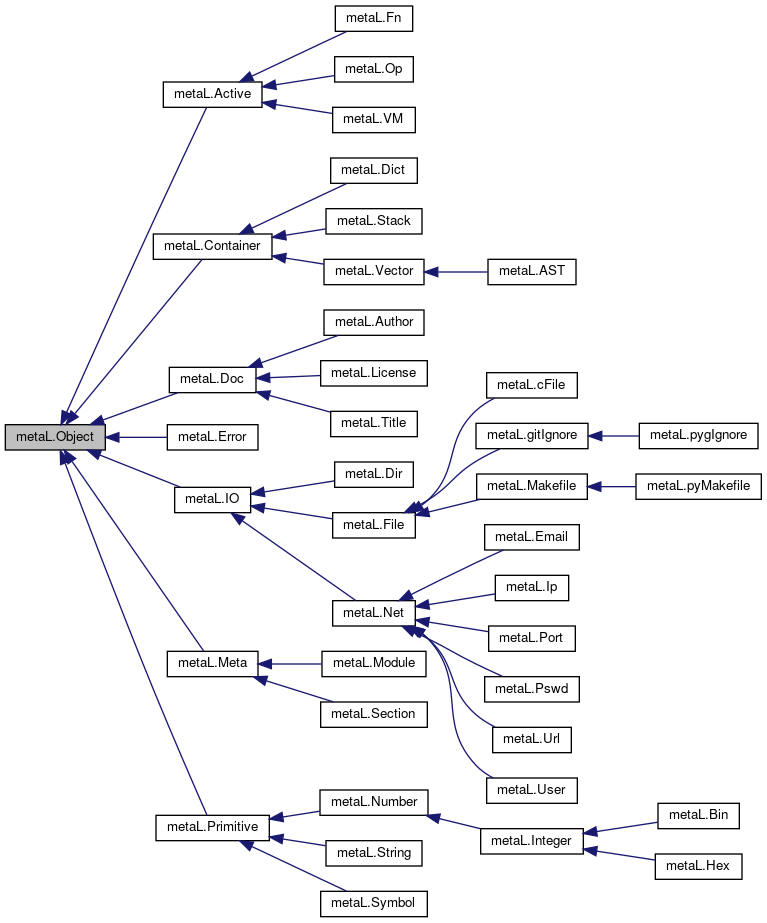 metaL.Fn
metaL.Op
metaL.Active
metaL.VM
metaL.Dict
metaL.Stack
metaL.Container
metaL.Vector
metaL.AST
metaL.Author
metaL.License
metaL.Doc
metaL.cFile
metaL.Title
metaL.Object
metaL.Error
metaL.gitIgnore
metaL.pygIgnore
metaL.Dir
metaL.IO
metaL.Makefile
metaL.pyMakefile
metaL.File
metaL.Email
metaL.Ip
metaL.Net
metaL.Port
metaL.Meta
metaL.Module
metaL.Pswd
metaL.Section
metaL.Url
metaL.User
metaL.Number
metaL.Bin
metaL.Primitive
metaL.Integer
metaL.String
metaL.Hex
metaL.Symbol